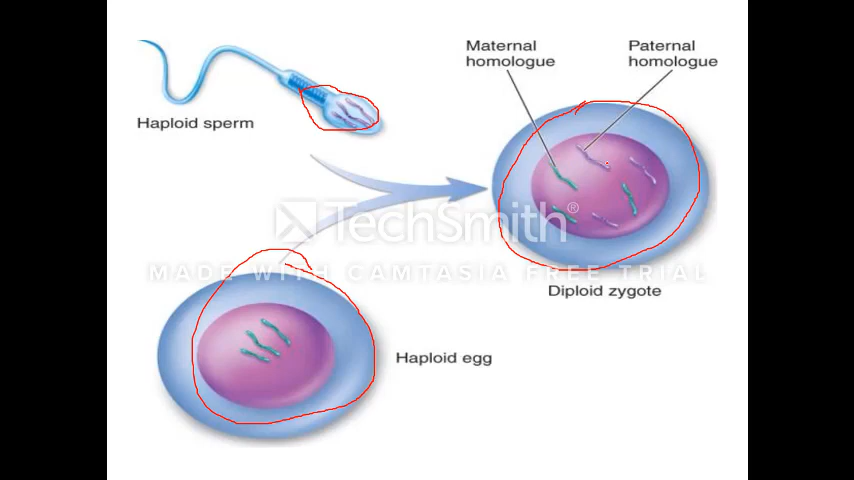 Maternal
homologue
Paternal
homologue
Haploid sperm
TechSmith®
MADE WITH CAMTASIA FREE TRIAL
Diploid zygote
Haploid egg